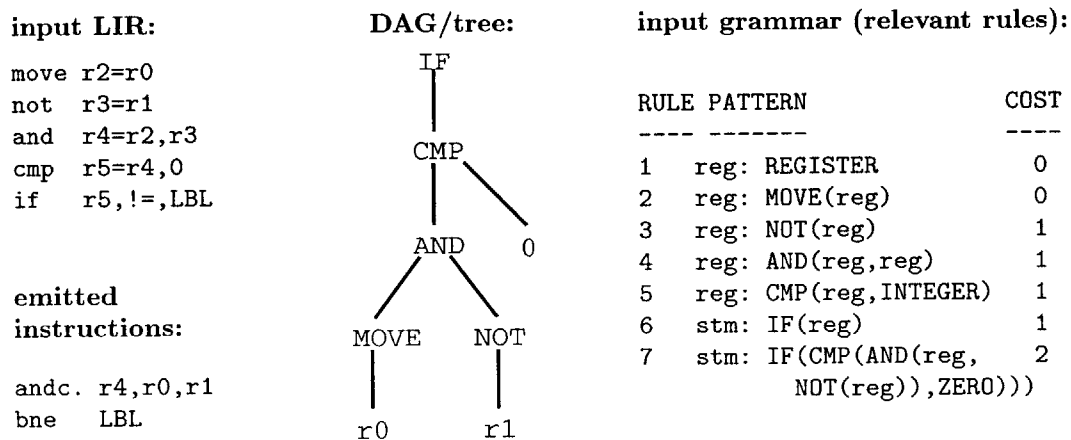 input LIR:
move r2=r0
not r3=r1
and r4=r2,r3
cmp r5=r4,0
if r5,!=,LBL
emitted
instructions:
andc. r4,r0,r1
bne LBL
DAG/tree:
IF
CMP
AND 0
MOVE NOT
r0 r1
input grammar (relevant rules):
RULE PATTERN COST
---- ------- ----
1 reg: REGISTER 0
2 reg: MOVE(reg) 0
3 reg: NOT(reg) 1
4 reg: AND(reg,reg) 1
5 reg: CMP(reg,INTEGER) 1
6 stm: IF(reg) 1
7 stm: IF(CMP(AND(reg, 2
NOT(reg)),ZERO)))